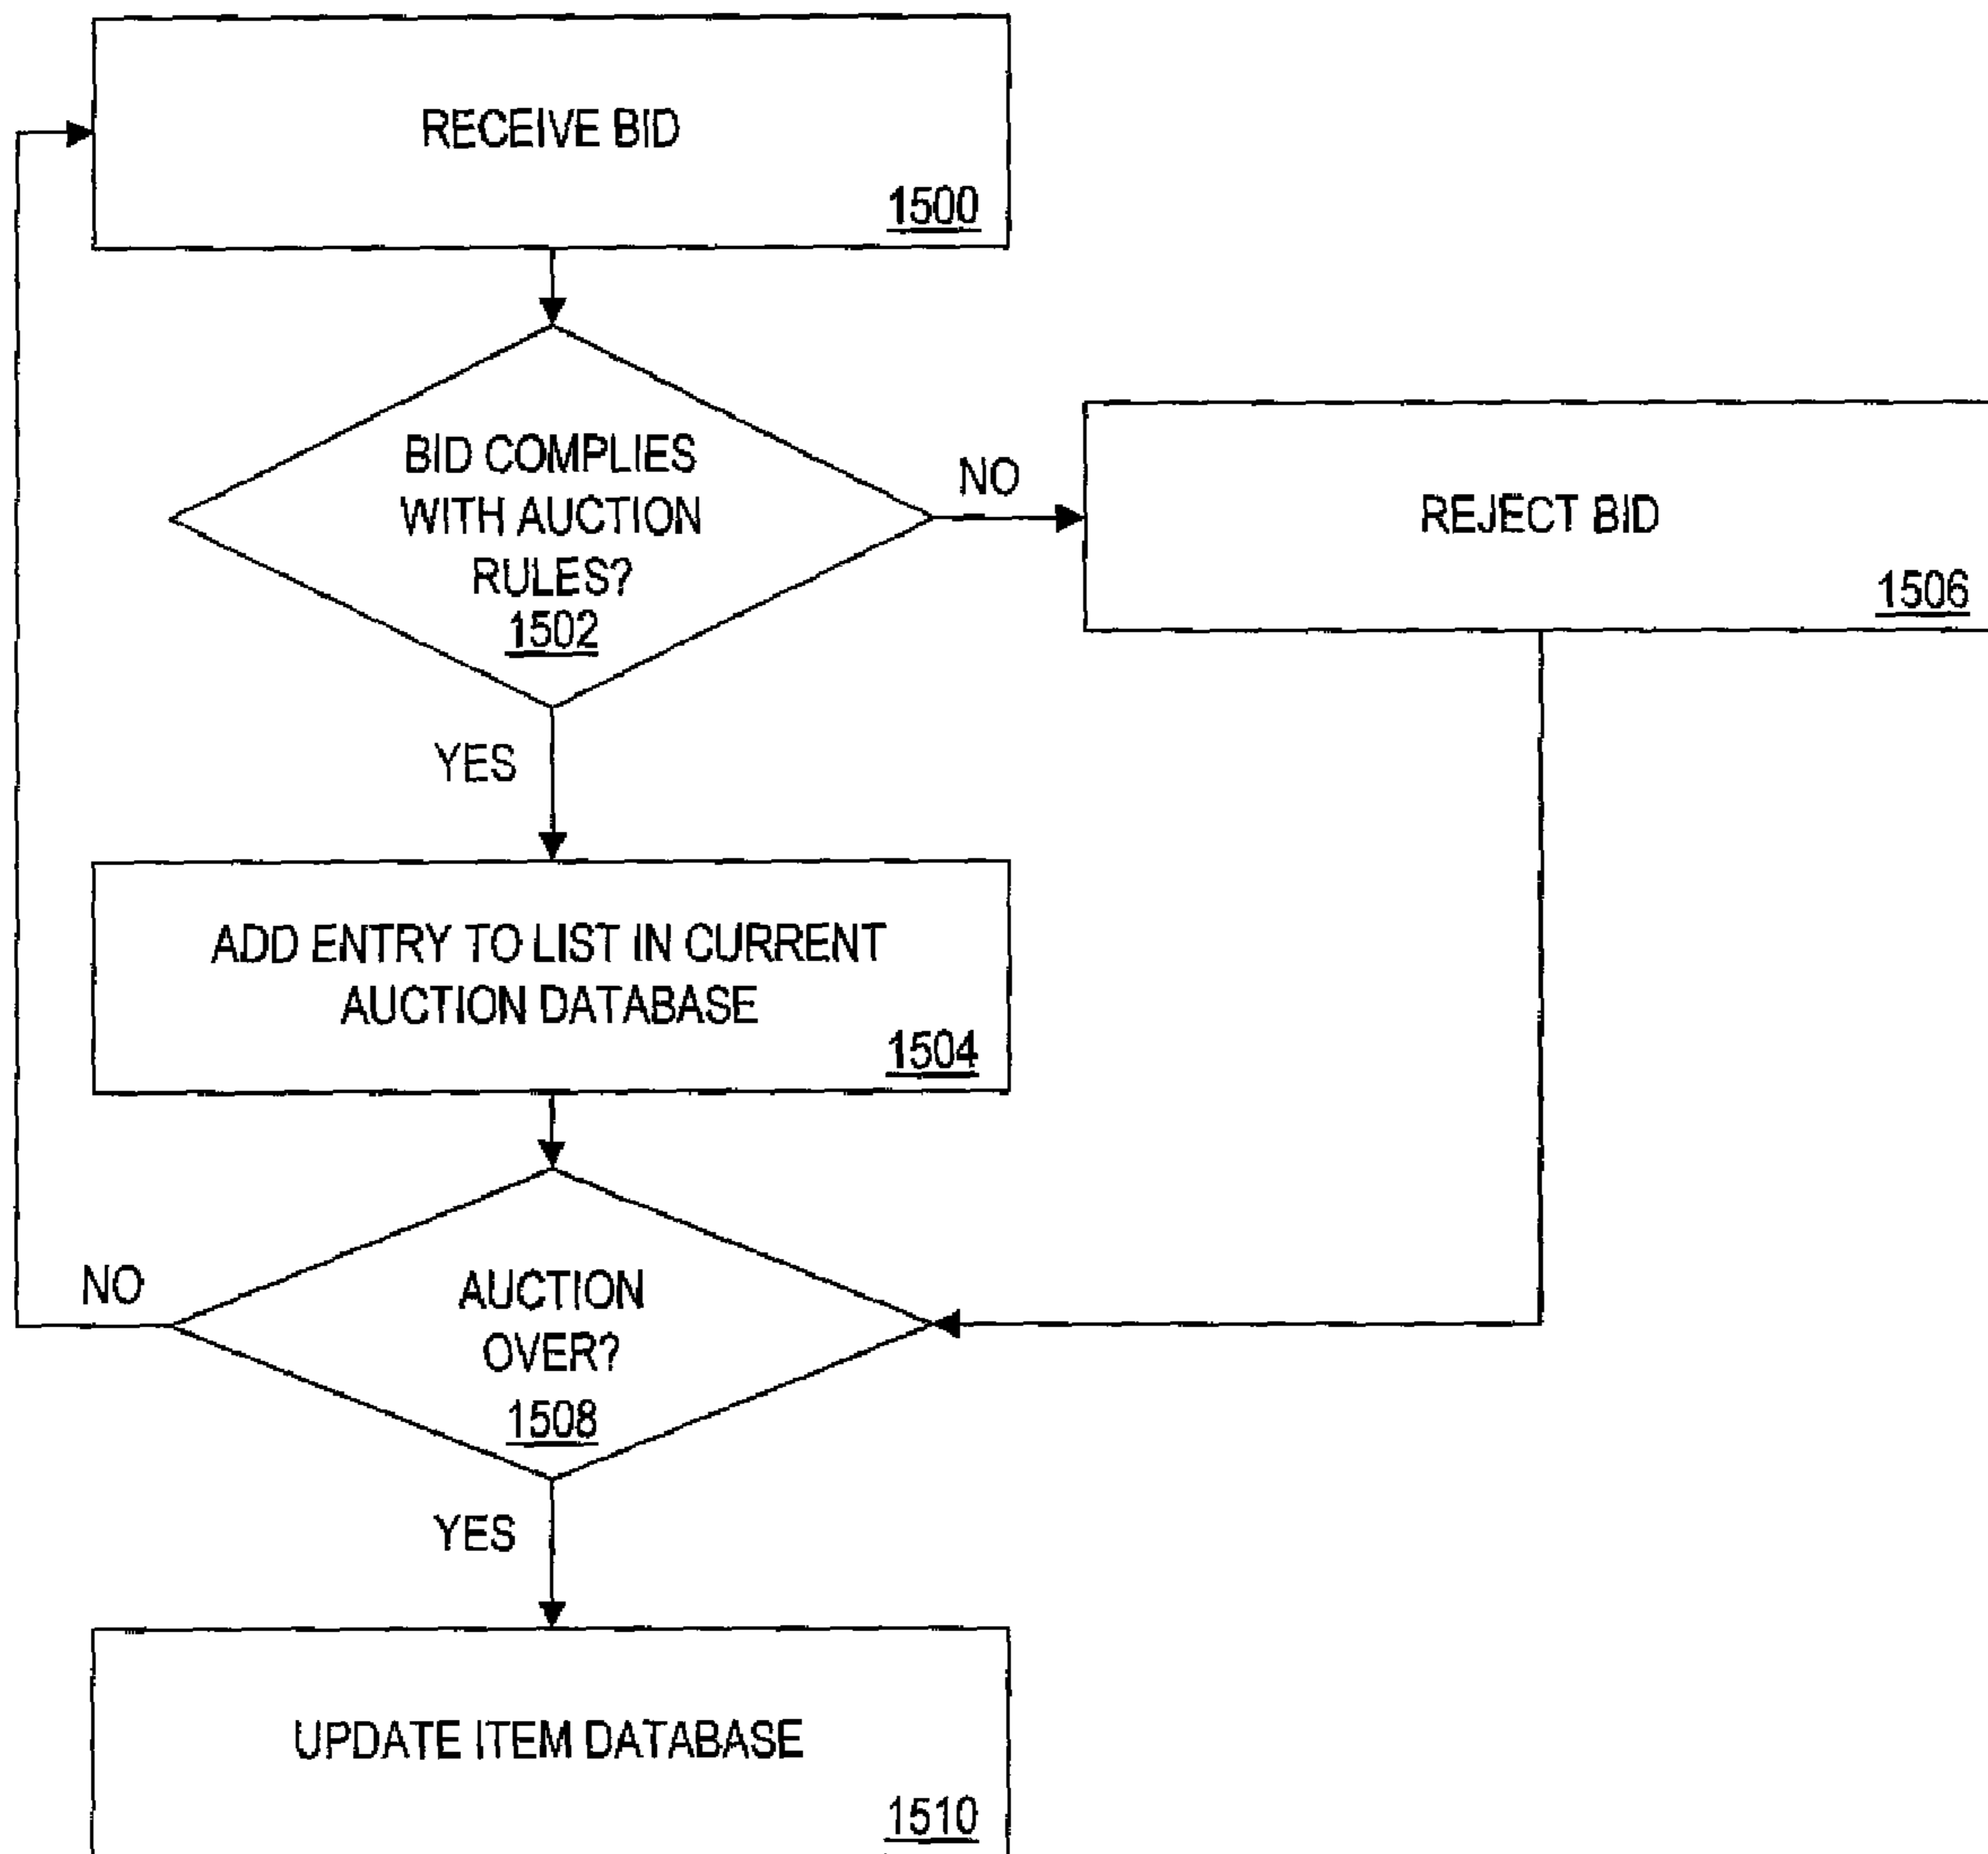 RECEIVE BID
1500
BID COMPLIES
WITH AUCTION
RULES?
1502
NO
REJECT BID
1506
YES
ADD ENTRY TO LIST IN CURRENT
AUCTION DATABASE
1504
NO
AUCTION
OVER?
1508
YES
UPDATE ITEM DATABASE
1510